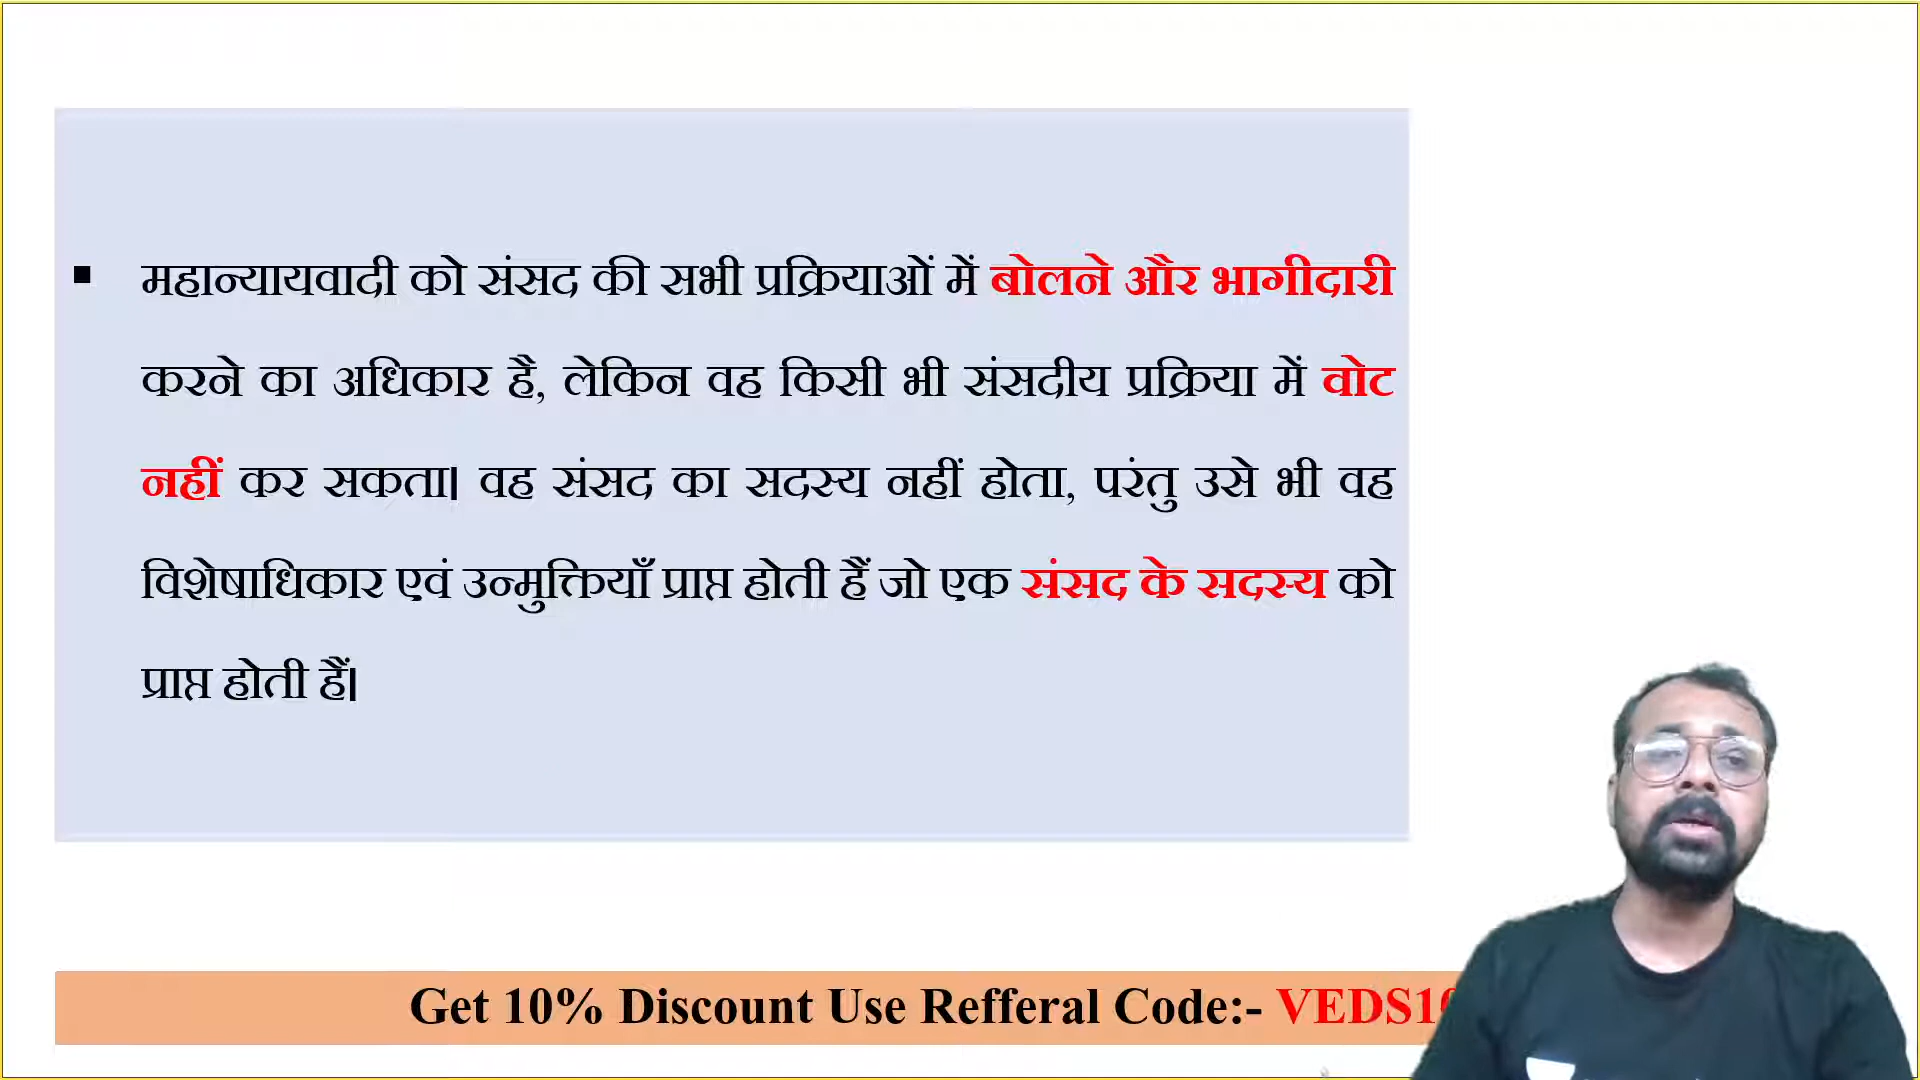 ▪ महान्यायवादी को संसद की सभी प्रक्रियाओं में बोलने और भागीदारी
करने का अधिकार है, लेकिन वह किसी भी संसदीय प्रक्रिया में वोट
नहीं कर सकता। वह संसद का सदस्य नहीं होता, परंतु उसे भी वह
विशेषाधिकार एवं उन्मुक्तियाँ प्राप्त होती हैं जो एक संसद के सदस्य को
प्राप्त होती हैं।
Get 10% Discount Use Refferal Code:-